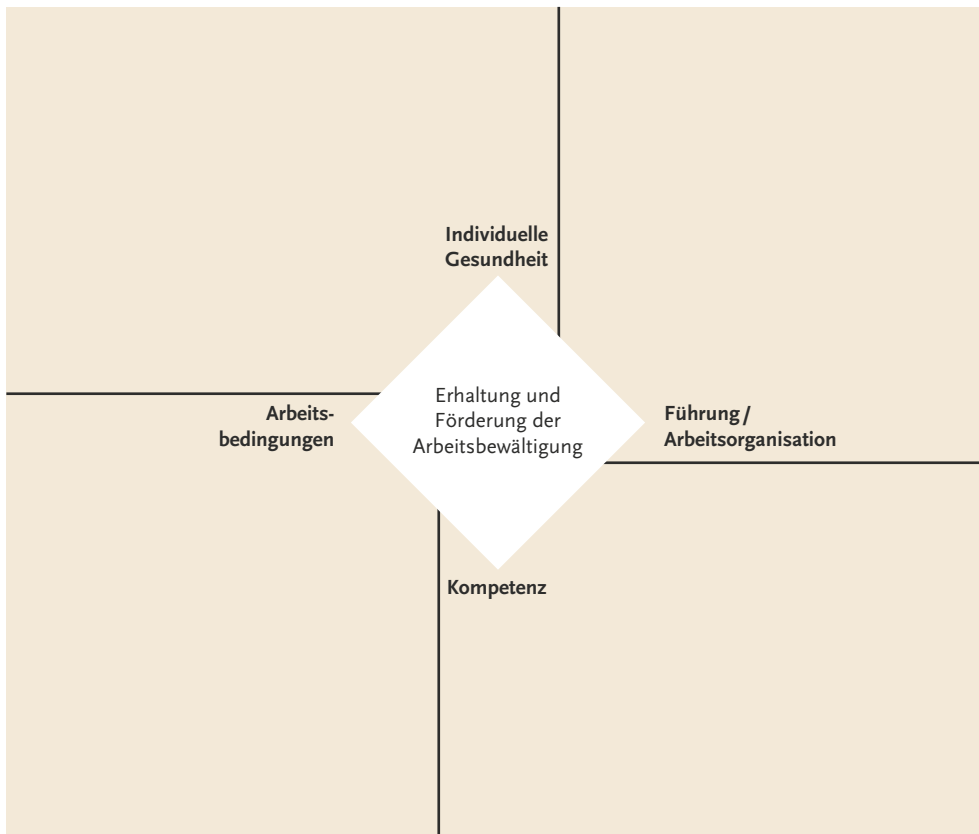 Individuelle
Gesundheit
Erhaltung und
Förderung der
Arbeitsbewältigung
Arbeits-
bedingungen
Führung /
Arbeitsorganisation
Kompetenz